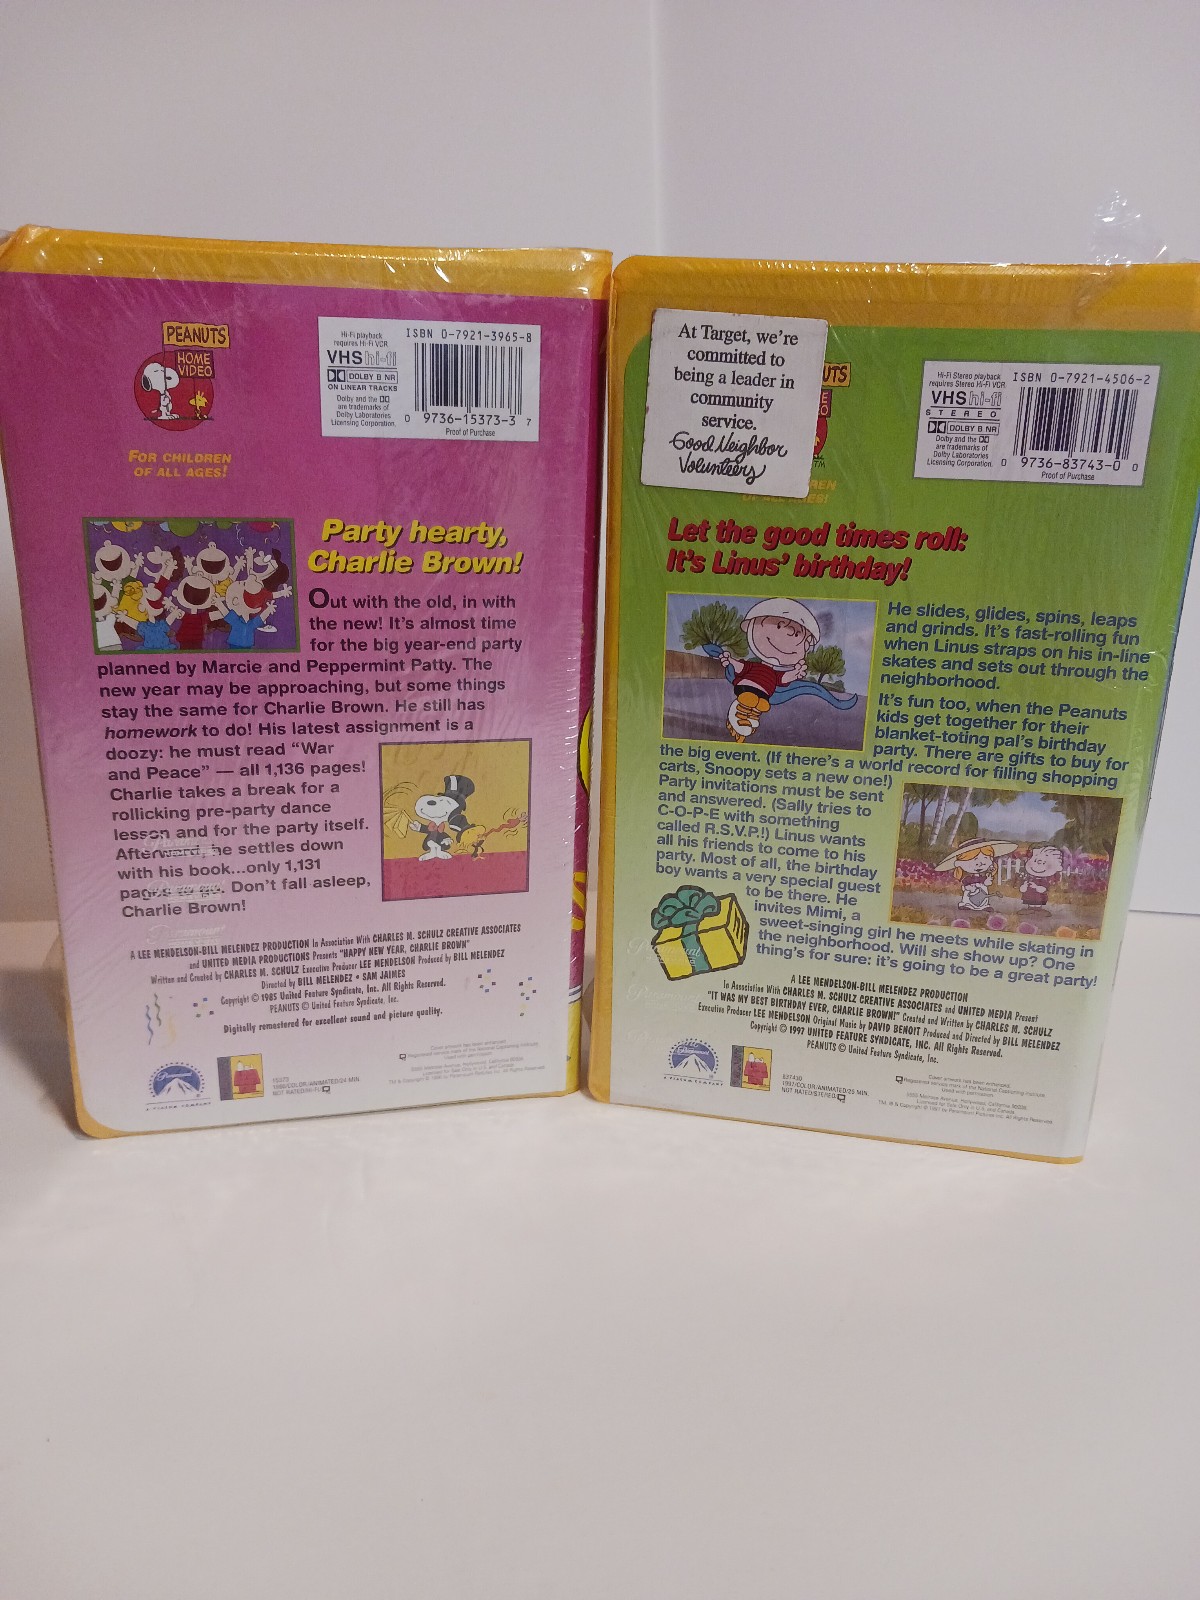 PEANUTS
HOME
VIDEO
FOR CHILDREN
OF ALL AGES!
Hi-Fi playback
requires Hi-Fi VCR
VHS hi-fi
DOLBY B NR
ON LINEAR TRACKS
Dolby and the
are trademarks of
Dolby Laboratories
Licensing Corporation.
ISBN 0-7921-3965-8
0 9736-15373-3 7
Proof of Purchase
Party hearty,
Charlie Brown!
Out with the old, in with
the new! It's almost time
for the big year-end party
planned by Marcie and Peppermint Patty. The
new year may be approaching, but some things
stay the same for Charlie Brown. He still has
homework to do! His latest assignment is a
doozy: he must read "War
and Peace" — all 1,136 pages!
Charlie takes a break for a
rollicking pre-party dance
lesson and for the party itself.
Afterward, he settles down
with his book...only 1,131
pages to go. Don't fall asleep,
Charlie Brown!
A LEE MENDELSON-BILL MELENDEZ PRODUCTION In Association With CHARLES M. SCHULZ CREATIVE ASSOCIATES
and UNITED MEDIA PRODUCTIONS Presents "HAPPY NEW YEAR, CHARLIE BROWN"
Written and Created by CHARLES M. SCHULZ Executive Producer LEE MENDELSON Produced by BILL MELENDEZ
Directed by BILL MELENDEZ • SAM JAIMES
Copyright © 1985 United Feature Syndicate, Inc. All Rights Reserved.
PEANUTS © United Feature Syndicate, Inc.
Digitally remastered for excellent sound and picture quality.
Paramount
15373
NOT RATED/HI-FI/
At Target, we're
committed to
being a leader in
community
service.
Good Neighbor
Volunteers
UTS
TM
REN
Hi-Fi Stereo playback
requires Stereo Hi-Fi VCR
VHS hi-fi
STEREO
DOLBY B NR
Dolby and the
are trademarks of
Dolby Laboratories
Licensing Corporation.
ISBN 0-7921-4506-2
0 9736-83743-0 0
Proof of Purchase
Let the good times roll:
It's Linus' birthday!
He slides, glides, spins, leaps
and grinds. It's fast-rolling fun
when Linus straps on his in-line
skates and sets out through the
neighborhood.
It's fun too, when the Peanuts
kids get together for their
blanket-toting pal's birthday
party. There are gifts to buy for
the big event. (If there's a world record for filling shopping
carts, Snoopy sets a new one!)
Party invitations must be sent
and answered. (Sally tries to
C-O-P-E with something
called R.S.V.P.!) Linus wants
all his friends to come to his
party. Most of all, the birthday
boy wants a very special guest
to be there. He
invites Mimi, a
sweet-singing girl he meets while skating in
the neighborhood. Will she show up? One
thing's for sure: it's going to be a great party!
A LEE MENDELSON-BILL MELENDEZ PRODUCTION
In Association With CHARLES M. SCHULZ CREATIVE ASSOCIATES and UNITED MEDIA Present
"IT WAS MY BEST BIRTHDAY EVER, CHARLIE BROWN!" Created and Written by CHARLES M. SCHULZ
Executive Producer LEE MENDELSON Original Music by DAVID BENOIT Produced and Directed by BILL MELENDEZ
Copyright © 1997 UNITED FEATURE SYNDICATE, INC. All Rights Reserved.
PEANUTS © United Feature Syndicate, Inc.
Paramount
837430
1997/COLOR/ANIMATED/25 MIN.
NOT RATED/STEREO/